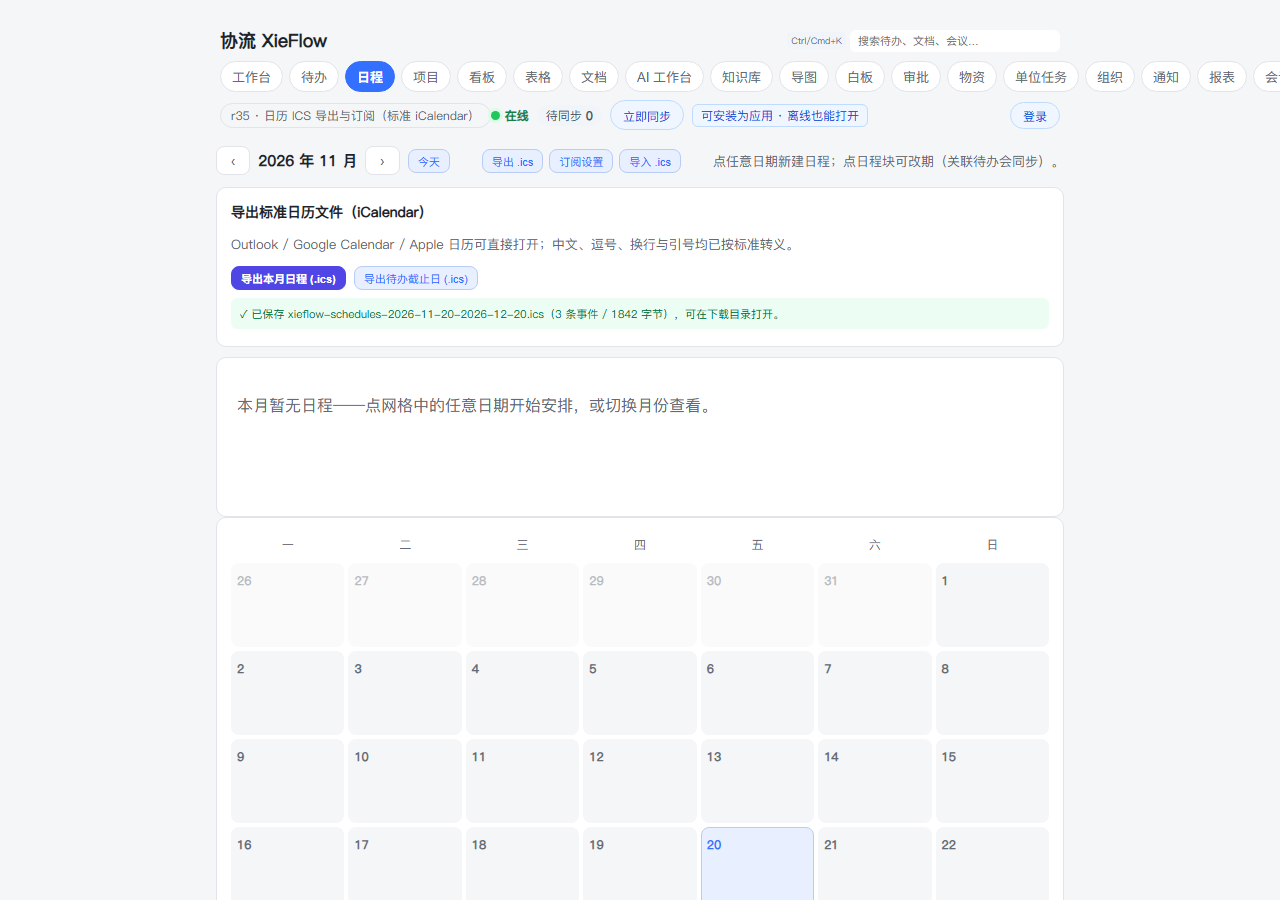 协流 XieFlow
Ctrl/Cmd+K 搜索待办、文档、会议…
工作台 待办 日程 项目 看板 表格 文档 AI 工作台 知识库 导图 白板 审批 物资 单位任务 组织 通知 报表
r35 · 日历 ICS 导出与订阅（标准 iCalendar） 在线 待同步 0 立即同步 可安装为应用 · 离线也能打开 登录
‹ 2026 年 11 月 › 今天 导出 .ics 订阅设置 导入 .ics 点任意日期新建日程；点日程块可改期（关联待办会同步）。
导出标准日历文件（iCalendar）
Outlook / Google Calendar / Apple 日历可直接打开；中文、逗号、换行与引号均已按标准转义。
导出本月日程 (.ics) 导出待办截止日 (.ics)
✓ 已保存 xieflow-schedules-2026-11-20-2026-12-20.ics（3 条事件 / 1842 字节），可在下载目录打开。
本月暂无日程——点网格中的任意日期开始安排，或切换月份查看。
一 二 三 四 五 六 日
26 27 28 29 30 31 1
2 3 4 5 6 7 8
9 10 11 12 13 14 15
16 17 18 19 20 21 22